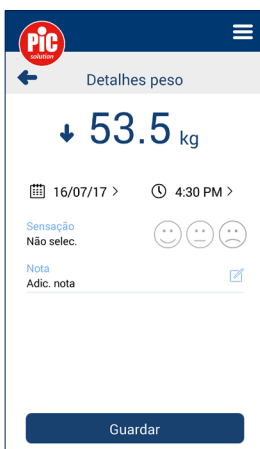 PiC
solution
Detalhes peso
53.5 kg
16/07/17 > 4:30 PM >
Sensação
Não selec.
Nota
Adic. nota
Guardar